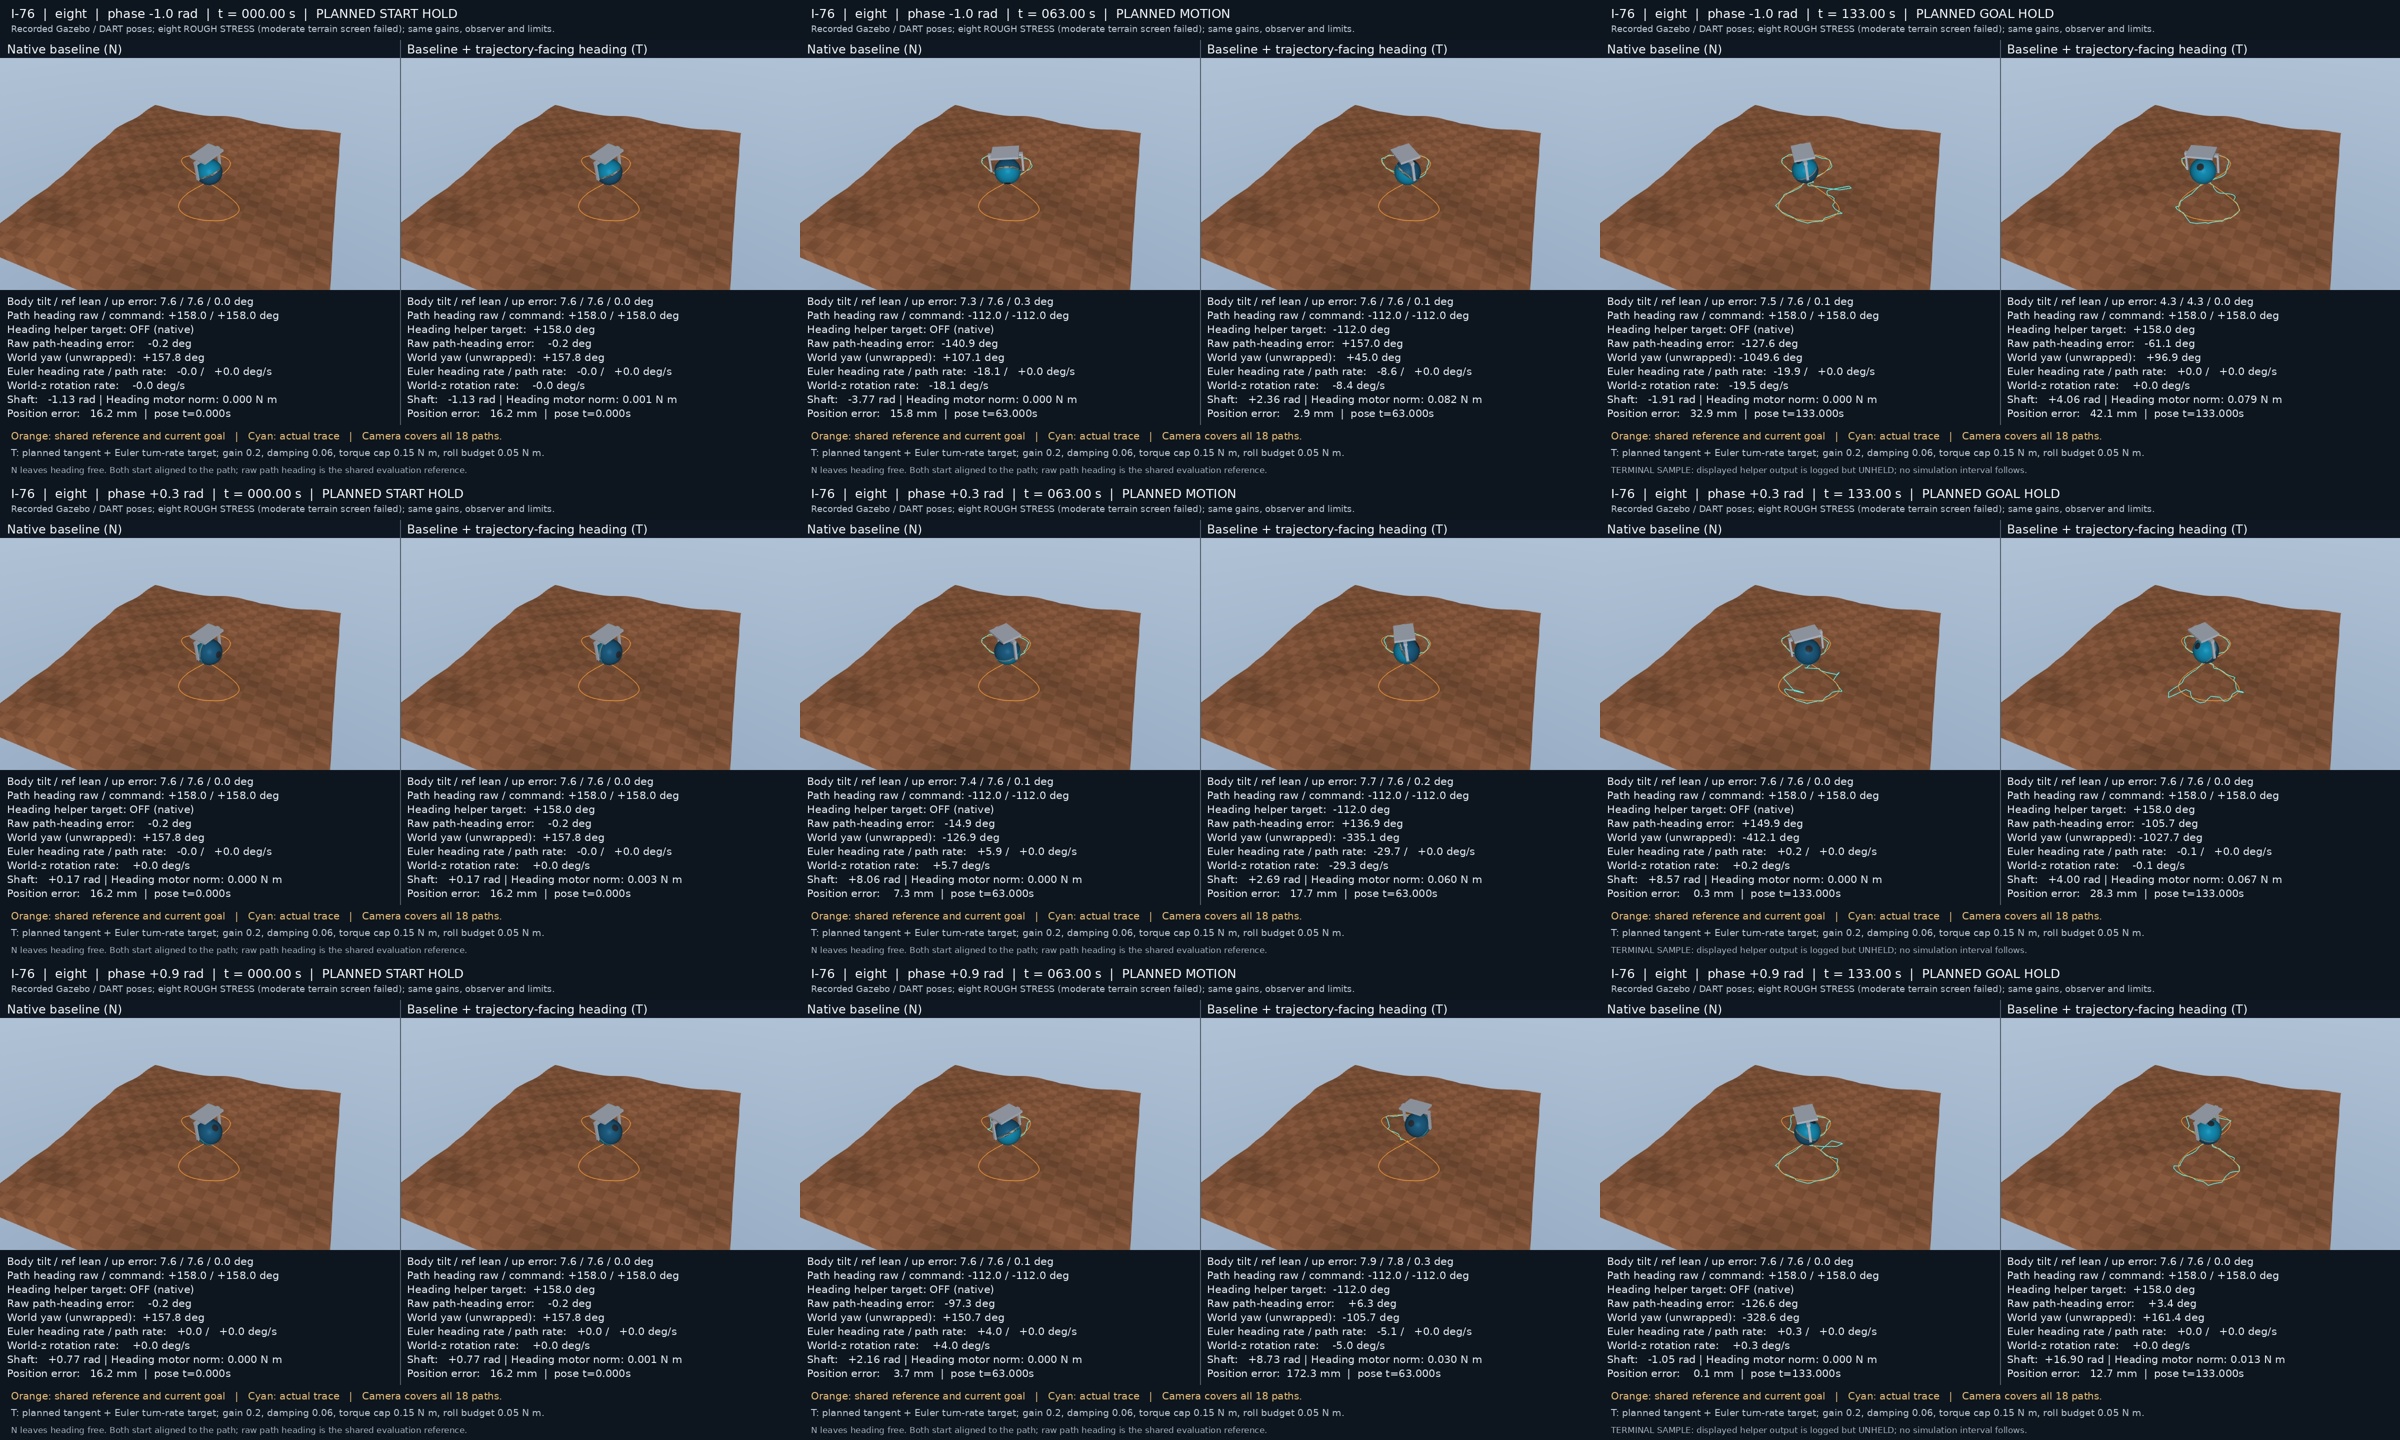 I-76 | eight | phase -1.0 rad | t = 000.00 s | PLANNED START HOLD
Recorded Gazebo / DART poses; eight ROUGH STRESS (moderate terrain screen failed); same gains, observer and limits.
Native baseline (N)
Body tilt / ref lean / up error: 7.6 / 7.6 / 0.0 deg
Path heading raw / command: +158.0 / +158.0 deg
Heading helper target: OFF (native)
Raw path-heading error: -0.2 deg
World yaw (unwrapped): +157.8 deg
Euler heading rate / path rate: -0.0 / +0.0 deg/s
World-z rotation rate: -0.0 deg/s
Shaft: -1.13 rad | Heading motor norm: 0.000 N m
Position error: 16.2 mm | pose t=0.000s
Baseline + trajectory-facing heading (T)
Body tilt / ref lean / up error: 7.6 / 7.6 / 0.0 deg
Path heading raw / command: +158.0 / +158.0 deg
Heading helper target: +158.0 deg
Raw path-heading error: -0.2 deg
World yaw (unwrapped): +157.8 deg
Euler heading rate / path rate: -0.0 / +0.0 deg/s
World-z rotation rate: -0.0 deg/s
Shaft: -1.13 rad | Heading motor norm: 0.001 N m
Position error: 16.2 mm | pose t=0.000s
Orange: shared reference and current goal | Cyan: actual trace | Camera covers all 18 paths.
T: planned tangent + Euler turn-rate target; gain 0.2, damping 0.06, torque cap 0.15 N m, roll budget 0.05 N m.
N leaves heading free. Both start aligned to the path; raw path heading is the shared evaluation reference.
I-76 | eight | phase -1.0 rad | t = 063.00 s | PLANNED MOTION
Recorded Gazebo / DART poses; eight ROUGH STRESS (moderate terrain screen failed); same gains, observer and limits.
Native baseline (N)
Body tilt / ref lean / up error: 7.3 / 7.6 / 0.3 deg
Path heading raw / command: -112.0 / -112.0 deg
Heading helper target: OFF (native)
Raw path-heading error: -140.9 deg
World yaw (unwrapped): +107.1 deg
Euler heading rate / path rate: -18.1 / +0.0 deg/s
World-z rotation rate: -18.1 deg/s
Shaft: -3.77 rad | Heading motor norm: 0.000 N m
Position error: 15.8 mm | pose t=63.000s
Baseline + trajectory-facing heading (T)
Body tilt / ref lean / up error: 7.6 / 7.6 / 0.1 deg
Path heading raw / command: -112.0 / -112.0 deg
Heading helper target: -112.0 deg
Raw path-heading error: +157.0 deg
World yaw (unwrapped): +45.0 deg
Euler heading rate / path rate: -8.6 / +0.0 deg/s
World-z rotation rate: -8.4 deg/s
Shaft: +2.36 rad | Heading motor norm: 0.082 N m
Position error: 2.9 mm | pose t=63.000s
Orange: shared reference and current goal | Cyan: actual trace | Camera covers all 18 paths.
T: planned tangent + Euler turn-rate target; gain 0.2, damping 0.06, torque cap 0.15 N m, roll budget 0.05 N m.
N leaves heading free. Both start aligned to the path; raw path heading is the shared evaluation reference.
I-76 | eight | phase -1.0 rad | t = 133.00 s | PLANNED GOAL HOLD
Recorded Gazebo / DART poses; eight ROUGH STRESS (moderate terrain screen failed); same gains, observer and limits.
Native baseline (N)
Body tilt / ref lean / up error: 7.5 / 7.6 / 0.1 deg
Path heading raw / command: +158.0 / +158.0 deg
Heading helper target: OFF (native)
Raw path-heading error: -127.6 deg
World yaw (unwrapped): -1049.6 deg
Euler heading rate / path rate: -19.9 / +0.0 deg/s
World-z rotation rate: -19.5 deg/s
Shaft: -1.91 rad | Heading motor norm: 0.000 N m
Position error: 32.9 mm | pose t=133.000s
Baseline + trajectory-facing heading (T)
Body tilt / ref lean / up error: 4.3 / 4.3 / 0.0 deg
Path heading raw / command: +158.0 / +158.0 deg
Heading helper target: +158.0 deg
Raw path-heading error: -61.1 deg
World yaw (unwrapped): +96.9 deg
Euler heading rate / path rate: +0.0 / +0.0 deg/s
World-z rotation rate: +0.0 deg/s
Shaft: +4.06 rad | Heading motor norm: 0.079 N m
Position error: 42.1 mm | pose t=133.000s
Orange: shared reference and current goal | Cyan: actual trace | Camera covers all 18 paths.
T: planned tangent + Euler turn-rate target; gain 0.2, damping 0.06, torque cap 0.15 N m, roll budget 0.05 N m.
TERMINAL SAMPLE: displayed helper output is logged but UNHELD; no simulation interval follows.
I-76 | eight | phase +0.3 rad | t = 000.00 s | PLANNED START HOLD
Recorded Gazebo / DART poses; eight ROUGH STRESS (moderate terrain screen failed); same gains, observer and limits.
Native baseline (N)
Body tilt / ref lean / up error: 7.6 / 7.6 / 0.0 deg
Path heading raw / command: +158.0 / +158.0 deg
Heading helper target: OFF (native)
Raw path-heading error: -0.2 deg
World yaw (unwrapped): +157.8 deg
Euler heading rate / path rate: -0.0 / +0.0 deg/s
World-z rotation rate: +0.0 deg/s
Shaft: +0.17 rad | Heading motor norm: 0.000 N m
Position error: 16.2 mm | pose t=0.000s
Baseline + trajectory-facing heading (T)
Body tilt / ref lean / up error: 7.6 / 7.6 / 0.0 deg
Path heading raw / command: +158.0 / +158.0 deg
Heading helper target: +158.0 deg
Raw path-heading error: -0.2 deg
World yaw (unwrapped): +157.8 deg
Euler heading rate / path rate: -0.0 / +0.0 deg/s
World-z rotation rate: +0.0 deg/s
Shaft: +0.17 rad | Heading motor norm: 0.003 N m
Position error: 16.2 mm | pose t=0.000s
Orange: shared reference and current goal | Cyan: actual trace | Camera covers all 18 paths.
T: planned tangent + Euler turn-rate target; gain 0.2, damping 0.06, torque cap 0.15 N m, roll budget 0.05 N m.
N leaves heading free. Both start aligned to the path; raw path heading is the shared evaluation reference.
I-76 | eight | phase +0.3 rad | t = 063.00 s | PLANNED MOTION
Recorded Gazebo / DART poses; eight ROUGH STRESS (moderate terrain screen failed); same gains, observer and limits.
Native baseline (N)
Body tilt / ref lean / up error: 7.4 / 7.6 / 0.1 deg
Path heading raw / command: -112.0 / -112.0 deg
Heading helper target: OFF (native)
Raw path-heading error: -14.9 deg
World yaw (unwrapped): -126.9 deg
Euler heading rate / path rate: +5.9 / +0.0 deg/s
World-z rotation rate: +5.7 deg/s
Shaft: +8.06 rad | Heading motor norm: 0.000 N m
Position error: 7.3 mm | pose t=63.000s
Baseline + trajectory-facing heading (T)
Body tilt / ref lean / up error: 7.7 / 7.6 / 0.2 deg
Path heading raw / command: -112.0 / -112.0 deg
Heading helper target: -112.0 deg
Raw path-heading error: +136.9 deg
World yaw (unwrapped): -335.1 deg
Euler heading rate / path rate: -29.7 / +0.0 deg/s
World-z rotation rate: -29.3 deg/s
Shaft: +2.69 rad | Heading motor norm: 0.060 N m
Position error: 17.7 mm | pose t=63.000s
Orange: shared reference and current goal | Cyan: actual trace | Camera covers all 18 paths.
T: planned tangent + Euler turn-rate target; gain 0.2, damping 0.06, torque cap 0.15 N m, roll budget 0.05 N m.
N leaves heading free. Both start aligned to the path; raw path heading is the shared evaluation reference.
I-76 | eight | phase +0.3 rad | t = 133.00 s | PLANNED GOAL HOLD
Recorded Gazebo / DART poses; eight ROUGH STRESS (moderate terrain screen failed); same gains, observer and limits.
Native baseline (N)
Body tilt / ref lean / up error: 7.6 / 7.6 / 0.0 deg
Path heading raw / command: +158.0 / +158.0 deg
Heading helper target: OFF (native)
Raw path-heading error: +149.9 deg
World yaw (unwrapped): -412.1 deg
Euler heading rate / path rate: +0.2 / +0.0 deg/s
World-z rotation rate: +0.2 deg/s
Shaft: +8.57 rad | Heading motor norm: 0.000 N m
Position error: 0.3 mm | pose t=133.000s
Baseline + trajectory-facing heading (T)
Body tilt / ref lean / up error: 7.6 / 7.6 / 0.0 deg
Path heading raw / command: +158.0 / +158.0 deg
Heading helper target: +158.0 deg
Raw path-heading error: -105.7 deg
World yaw (unwrapped): -1027.7 deg
Euler heading rate / path rate: -0.1 / +0.0 deg/s
World-z rotation rate: -0.1 deg/s
Shaft: +4.00 rad | Heading motor norm: 0.067 N m
Position error: 28.3 mm | pose t=133.000s
Orange: shared reference and current goal | Cyan: actual trace | Camera covers all 18 paths.
T: planned tangent + Euler turn-rate target; gain 0.2, damping 0.06, torque cap 0.15 N m, roll budget 0.05 N m.
TERMINAL SAMPLE: displayed helper output is logged but UNHELD; no simulation interval follows.
I-76 | eight | phase +0.9 rad | t = 000.00 s | PLANNED START HOLD
Recorded Gazebo / DART poses; eight ROUGH STRESS (moderate terrain screen failed); same gains, observer and limits.
Native baseline (N)
Body tilt / ref lean / up error: 7.6 / 7.6 / 0.0 deg
Path heading raw / command: +158.0 / +158.0 deg
Heading helper target: OFF (native)
Raw path-heading error: -0.2 deg
World yaw (unwrapped): +157.8 deg
Euler heading rate / path rate: +0.0 / +0.0 deg/s
World-z rotation rate: +0.0 deg/s
Shaft: +0.77 rad | Heading motor norm: 0.000 N m
Position error: 16.2 mm | pose t=0.000s
Baseline + trajectory-facing heading (T)
Body tilt / ref lean / up error: 7.6 / 7.6 / 0.0 deg
Path heading raw / command: +158.0 / +158.0 deg
Heading helper target: +158.0 deg
Raw path-heading error: -0.2 deg
World yaw (unwrapped): +157.8 deg
Euler heading rate / path rate: +0.0 / +0.0 deg/s
World-z rotation rate: +0.0 deg/s
Shaft: +0.77 rad | Heading motor norm: 0.001 N m
Position error: 16.2 mm | pose t=0.000s
Orange: shared reference and current goal | Cyan: actual trace | Camera covers all 18 paths.
T: planned tangent + Euler turn-rate target; gain 0.2, damping 0.06, torque cap 0.15 N m, roll budget 0.05 N m.
N leaves heading free. Both start aligned to the path; raw path heading is the shared evaluation reference.
I-76 | eight | phase +0.9 rad | t = 063.00 s | PLANNED MOTION
Recorded Gazebo / DART poses; eight ROUGH STRESS (moderate terrain screen failed); same gains, observer and limits.
Native baseline (N)
Body tilt / ref lean / up error: 7.6 / 7.6 / 0.1 deg
Path heading raw / command: -112.0 / -112.0 deg
Heading helper target: OFF (native)
Raw path-heading error: -97.3 deg
World yaw (unwrapped): +150.7 deg
Euler heading rate / path rate: +4.0 / +0.0 deg/s
World-z rotation rate: +4.0 deg/s
Shaft: +2.16 rad | Heading motor norm: 0.000 N m
Position error: 3.7 mm | pose t=63.000s
Baseline + trajectory-facing heading (T)
Body tilt / ref lean / up error: 7.9 / 7.8 / 0.3 deg
Path heading raw / command: -112.0 / -112.0 deg
Heading helper target: -112.0 deg
Raw path-heading error: +6.3 deg
World yaw (unwrapped): -105.7 deg
Euler heading rate / path rate: -5.1 / +0.0 deg/s
World-z rotation rate: -5.0 deg/s
Shaft: +8.73 rad | Heading motor norm: 0.030 N m
Position error: 172.3 mm | pose t=63.000s
Orange: shared reference and current goal | Cyan: actual trace | Camera covers all 18 paths.
T: planned tangent + Euler turn-rate target; gain 0.2, damping 0.06, torque cap 0.15 N m, roll budget 0.05 N m.
N leaves heading free. Both start aligned to the path; raw path heading is the shared evaluation reference.
I-76 | eight | phase +0.9 rad | t = 133.00 s | PLANNED GOAL HOLD
Recorded Gazebo / DART poses; eight ROUGH STRESS (moderate terrain screen failed); same gains, observer and limits.
Native baseline (N)
Body tilt / ref lean / up error: 7.6 / 7.6 / 0.0 deg
Path heading raw / command: +158.0 / +158.0 deg
Heading helper target: OFF (native)
Raw path-heading error: -126.6 deg
World yaw (unwrapped): -328.6 deg
Euler heading rate / path rate: +0.3 / +0.0 deg/s
World-z rotation rate: +0.3 deg/s
Shaft: -1.05 rad | Heading motor norm: 0.000 N m
Position error: 0.1 mm | pose t=133.000s
Baseline + trajectory-facing heading (T)
Body tilt / ref lean / up error: 7.6 / 7.6 / 0.0 deg
Path heading raw / command: +158.0 / +158.0 deg
Heading helper target: +158.0 deg
Raw path-heading error: +3.4 deg
World yaw (unwrapped): +161.4 deg
Euler heading rate / path rate: +0.0 / +0.0 deg/s
World-z rotation rate: +0.0 deg/s
Shaft: +16.90 rad | Heading motor norm: 0.013 N m
Position error: 12.7 mm | pose t=133.000s
Orange: shared reference and current goal | Cyan: actual trace | Camera covers all 18 paths.
T: planned tangent + Euler turn-rate target; gain 0.2, damping 0.06, torque cap 0.15 N m, roll budget 0.05 N m.
TERMINAL SAMPLE: displayed helper output is logged but UNHELD; no simulation interval follows.